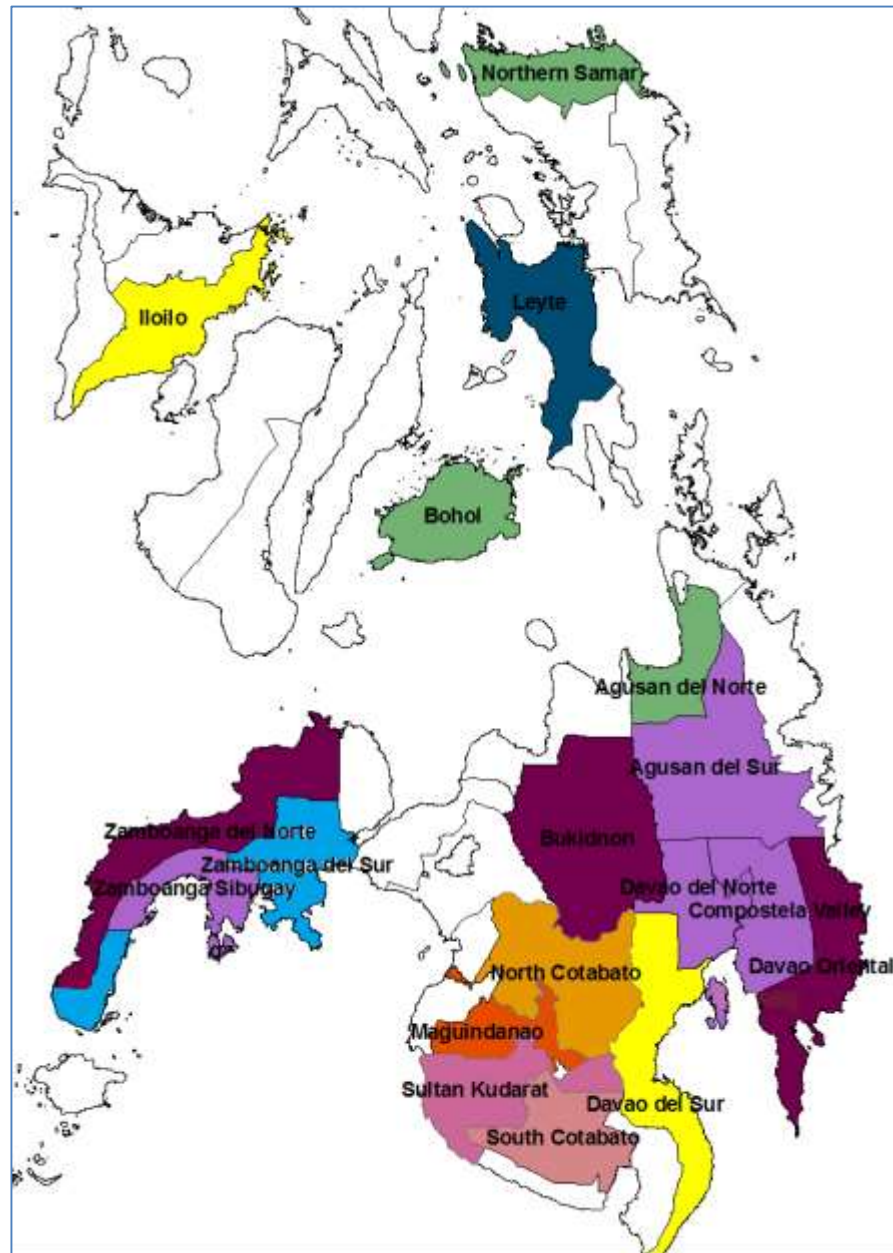 Northern Samar
Leyte
Iloilo
Bohol
Agusan del Norte
Agusan del Sur
Bukidnon
Zamboanga del Norte
Zamboanga del Sur
Zamboanga Sibugay
Davao del Norte
Compostela Valley
Davao Oriental
North Cotabato
Maguindanao
Sultan Kudarat
Davao del Sur
South Cotabato